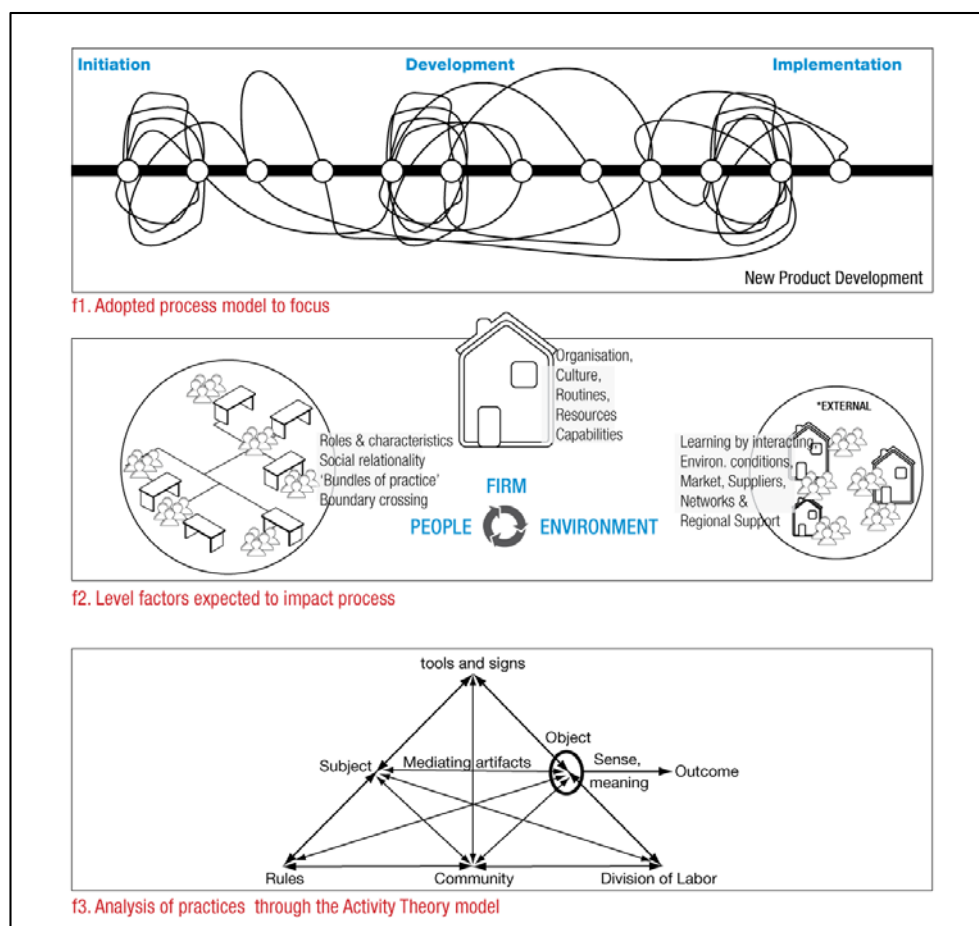 Initiation
Development
Implementation
New Product Development
f1. Adopted process model to focus
Organisation,
Culture,
Routines,
Resources
Capabilities
Roles & characteristics
Social relationality
'Bundles of practice'
Boundary crossing
*EXTERNAL
Learning by interacting
Environ. conditions,
Market, Suppliers,
Networks &
Regional Support
FIRM
PEOPLE
ENVIRONMENT
f2. Level factors expected to impact process
tools and signs
Object
Subject
Mediating artifacts
Sense,
meaning
Outcome
Rules
Community
Division of Labor
f3. Analysis of practices through the Activity Theory model